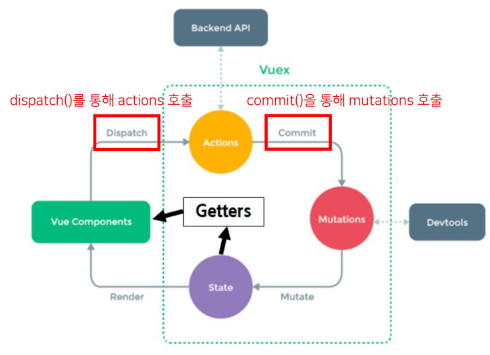 Backend API
Vuex
dispatch()를 통해 actions 호출
commit()을 통해 mutations 호출
Dispatch
Actions
Commit
Getters
Vue Components
Mutations
Devtools
State
Render
Mutate